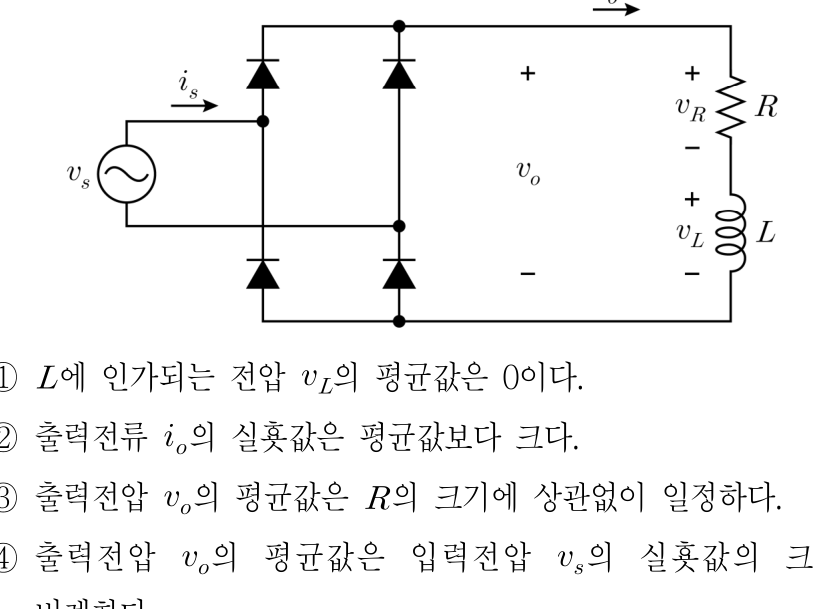 i_s
v_s
+ +
v_R R
−
v_o
+
v_L L
− −
① L에 인가되는 전압 v_L의 평균값은 0이다.
② 출력전류 i_o의 실횻값은 평균값보다 크다.
③ 출력전압 v_o의 평균값은 R의 크기에 상관없이 일정하다.
④ 출력전압 v_o의 평균값은 입력전압 v_s의 실횻값의 크